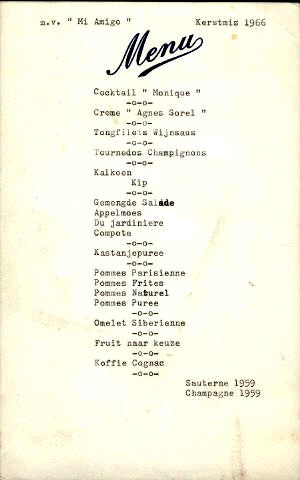 m.v. " Mi Amigo " Kerstmis 1966
Menu
Cocktail " Monique "
-o-o-
Creme " Agnes Sorel "
-o-o-
Tongfilets Wijnsaus
-o-o-
Tournedos Champignons
-o-o-
Kalkoen
Kip
-o-o-
Gemengde Salade
Appelmoes
Du jardiniere
Compote
-o-o-
Kastanjepuree
-o-o-
Pommes Parisienne
Pommes Frites
Pommes Naturel
Pommes Puree
-o-o-
Omelet Siberienne
-o-o-
Fruit naar keuze
-o-o-
Koffie Cognac
-o-o-
Sauterne 1959
Champagne 1959